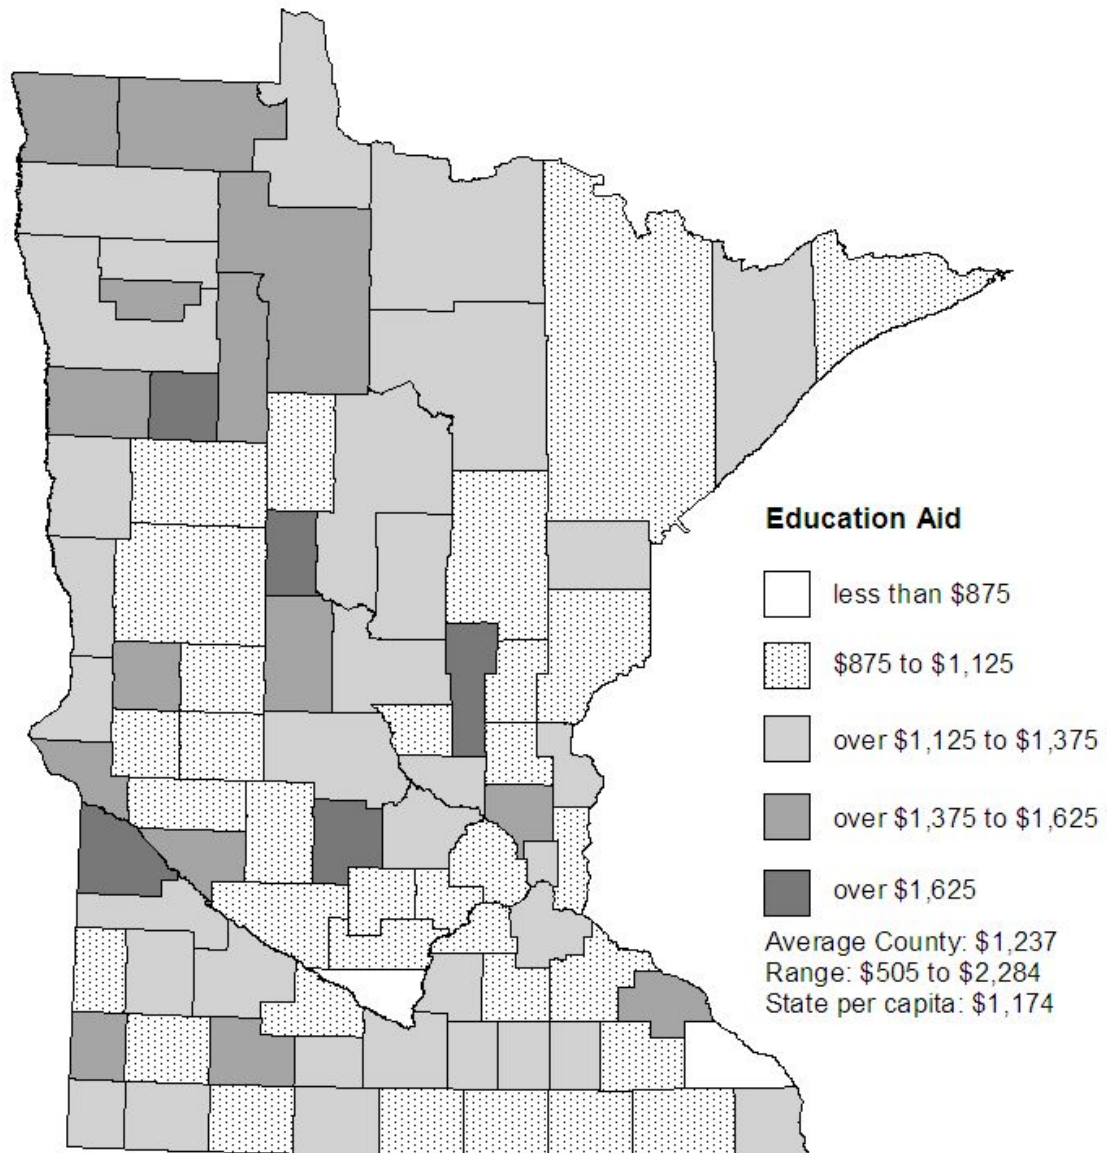 Education Aid
less than $875
$875 to $1,125
over $1,125 to $1,375
over $1,375 to $1,625
over $1,625
Average County: $1,237
Range: $505 to $2,284
State per capita: $1,174